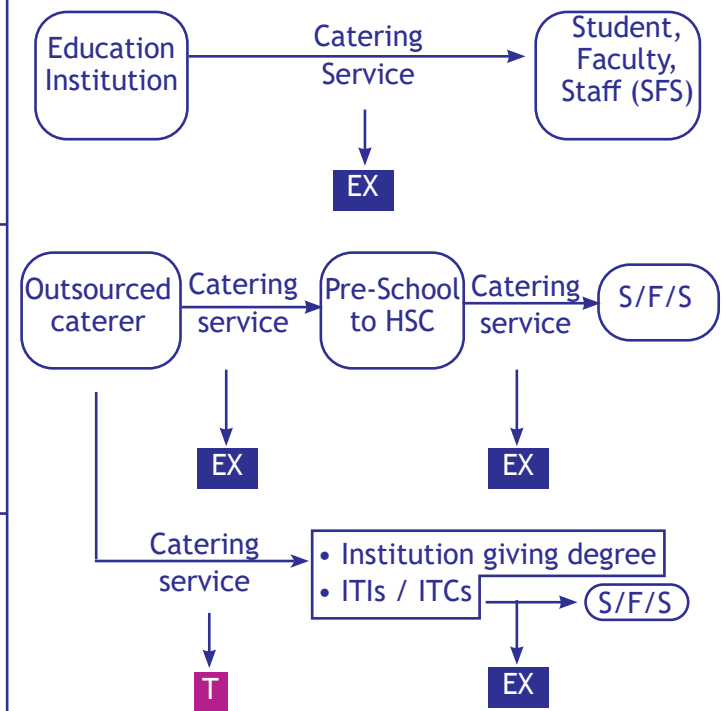 Education
Institution
Catering
Service
Student,
Faculty,
Staff (SFS)
EX
Outsourced
caterer
Catering
service
Pre-School
to HSC
Catering
service
S/F/S
EX
EX
Catering
service
• Institution giving degree
• ITIs / ITCs
S/F/S
T
EX